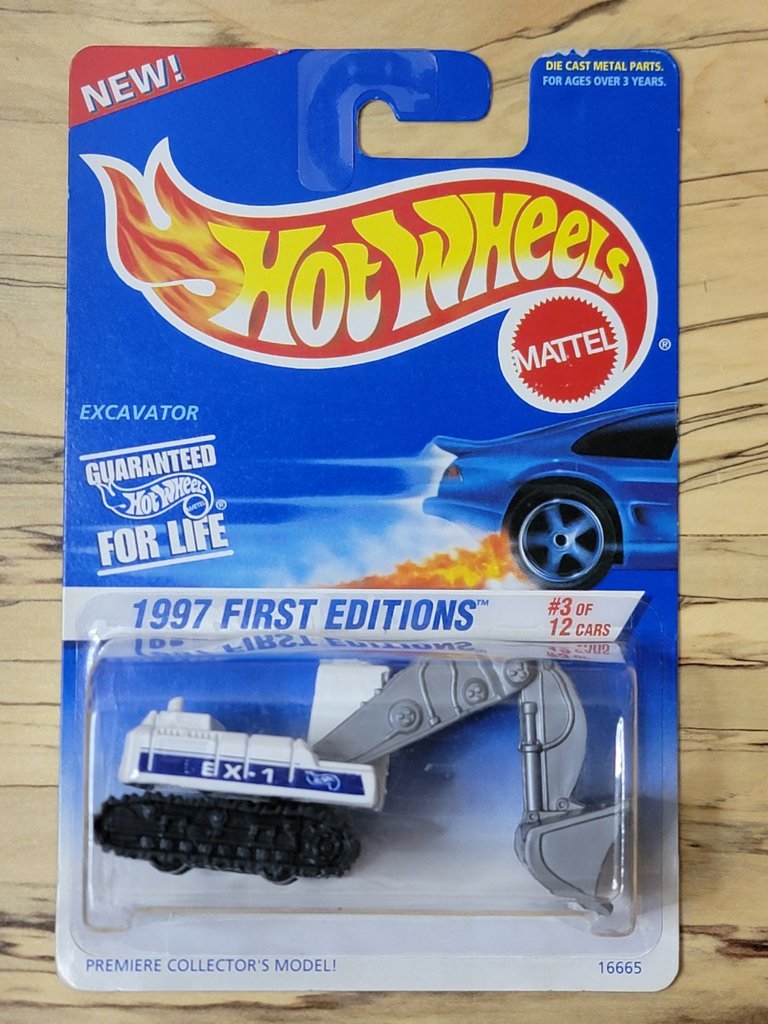 NEW!
DIE CAST METAL PARTS.
FOR AGES OVER 3 YEARS.
HOT WHEELS
MATTEL
®
EXCAVATOR
GUARANTEED
HOT WHEELS
MATTEL
®
FOR LIFE
1997 FIRST EDITIONS™
#3 OF
12 CARS
EX-1
PREMIERE COLLECTOR'S MODEL!
16665